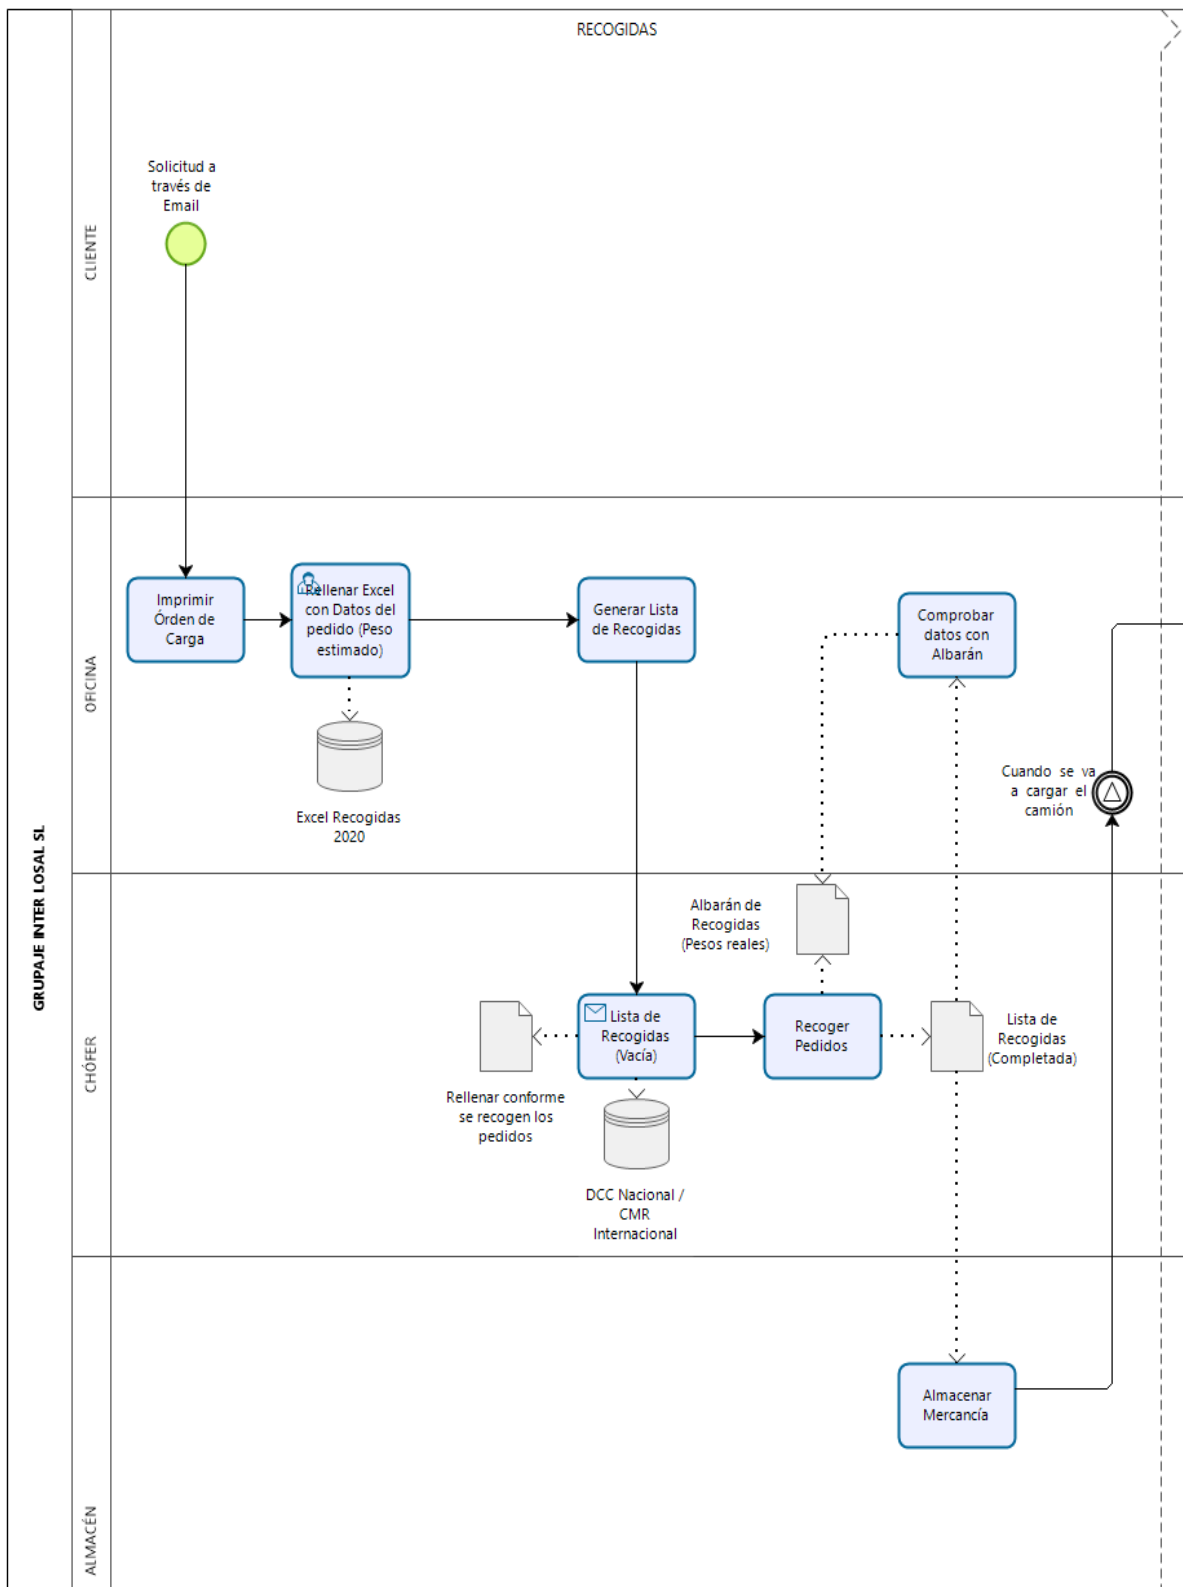 RECOGIDAS
GRUPAJE INTER LOSAL SL
CLIENTE
Solicitud a
través de
Email
OFICINA
Imprimir
Órden de
Carga
Rellenar Excel
con Datos del
pedido (Peso
estimado)
Generar Lista
de Recogidas
Comprobar
datos con
Albarán
Excel Recogidas
2020
Cuando se va
a cargar el
camión
CHÓFER
Albarán de
Recogidas
(Pesos reales)
Lista de
Recogidas
(Vacía)
Recoger
Pedidos
Lista de
Recogidas
(Completada)
Rellenar conforme
se recogen los
pedidos
DCC Nacional /
CMR
Internacional
ALMACÉN
Almacenar
Mercancía